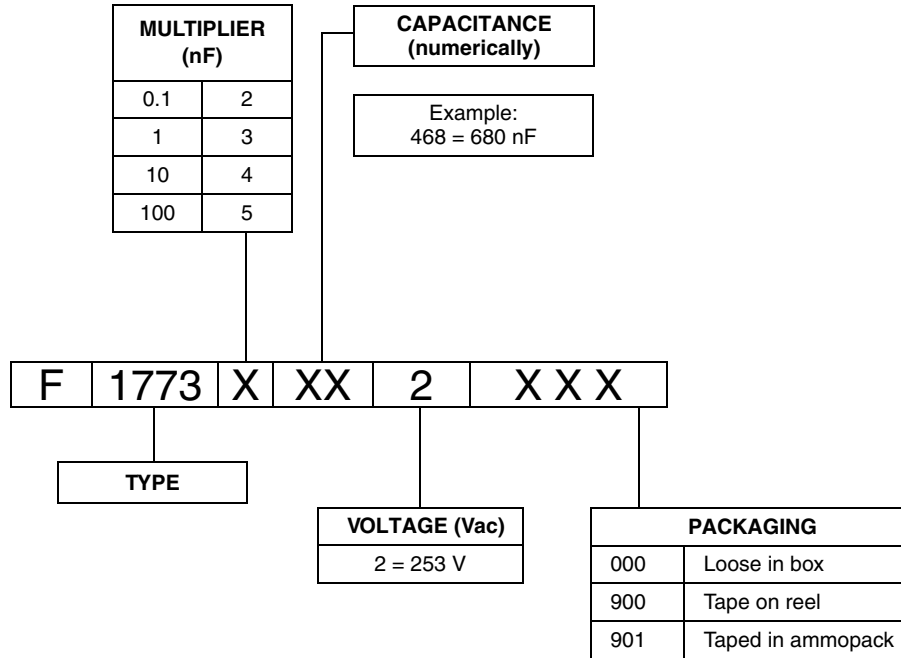 MULTIPLIER
(nF)
0.1 2
1 3
10 4
100 5
CAPACITANCE
(numerically)
Example:
468 = 680 nF
F 1773 X XX 2 X X X
TYPE
VOLTAGE (Vac)
2 = 253 V
PACKAGING
000 Loose in box
900 Tape on reel
901 Taped in ammopack